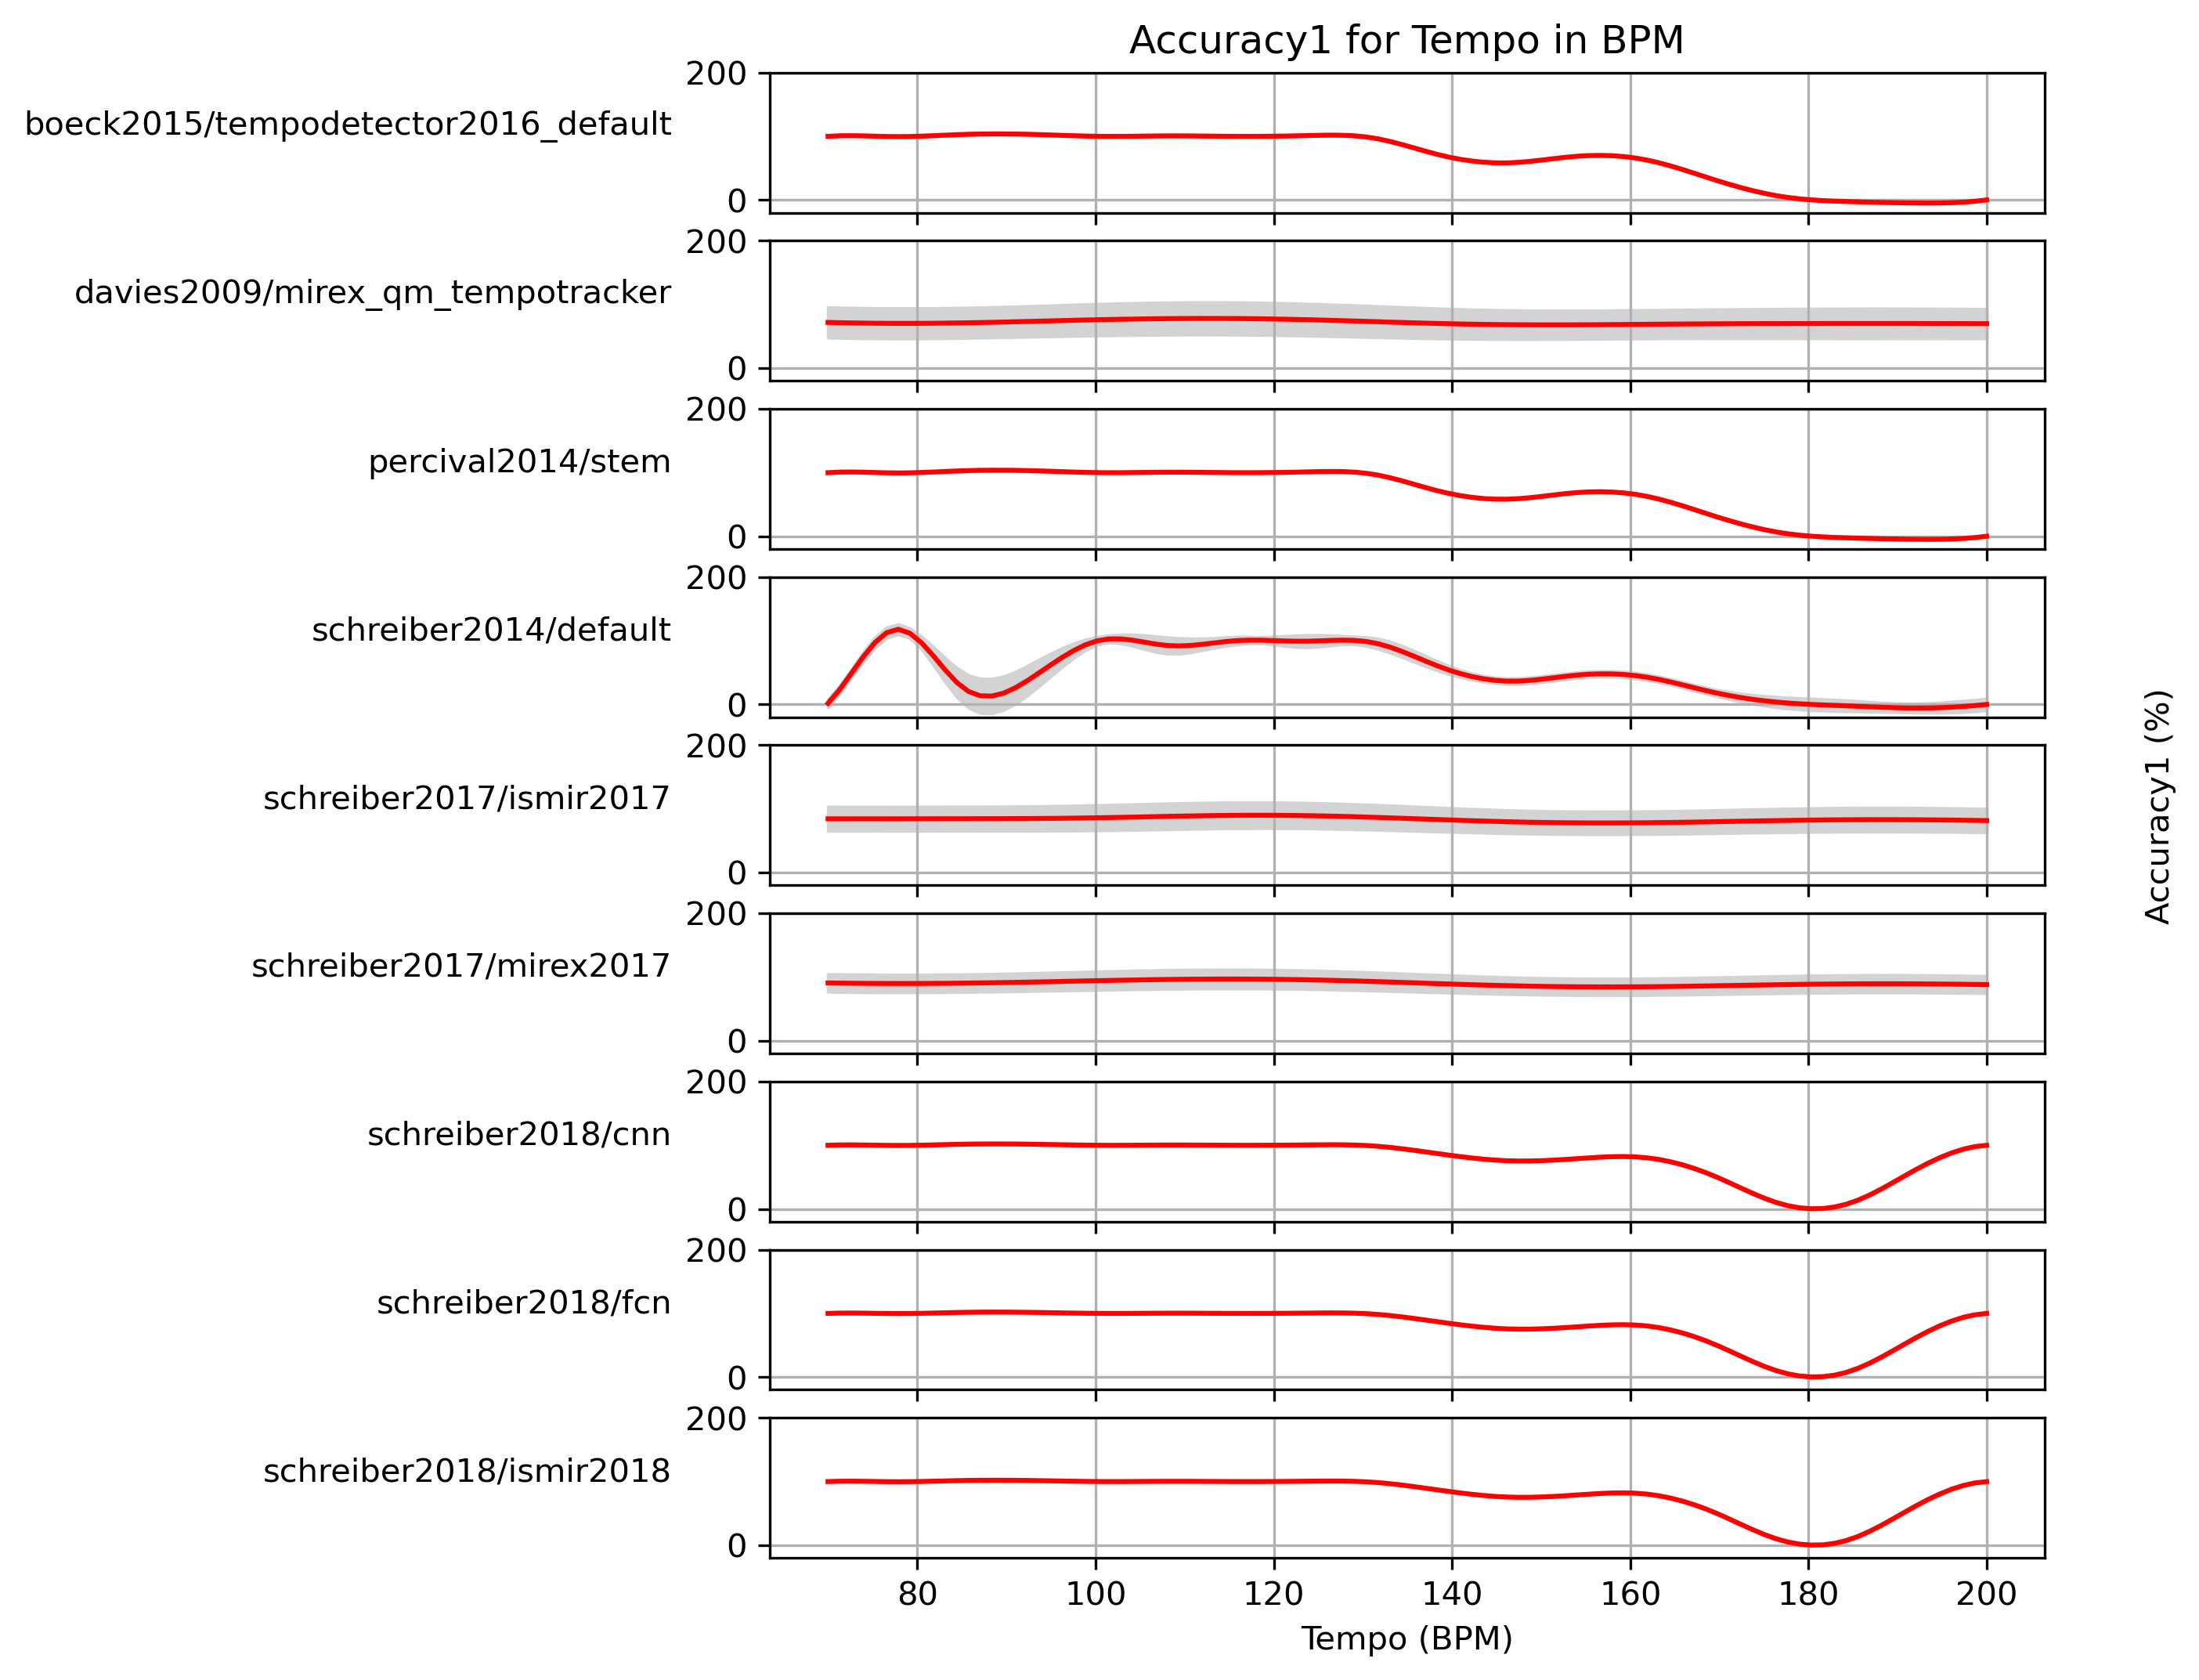 Accuracy1 for Tempo in BPM
200
boeck2015/tempodetector2016_default
0
200
davies2009/mirex_qm_tempotracker
0
200
percival2014/stem
0
200
schreiber2014/default
0
200
schreiber2017/ismir2017
0
200
schreiber2017/mirex2017
0
200
schreiber2018/cnn
0
200
schreiber2018/fcn
0
200
schreiber2018/ismir2018
0
80 100 120 140 160 180 200
Tempo (BPM)
Accuracy1 (%)